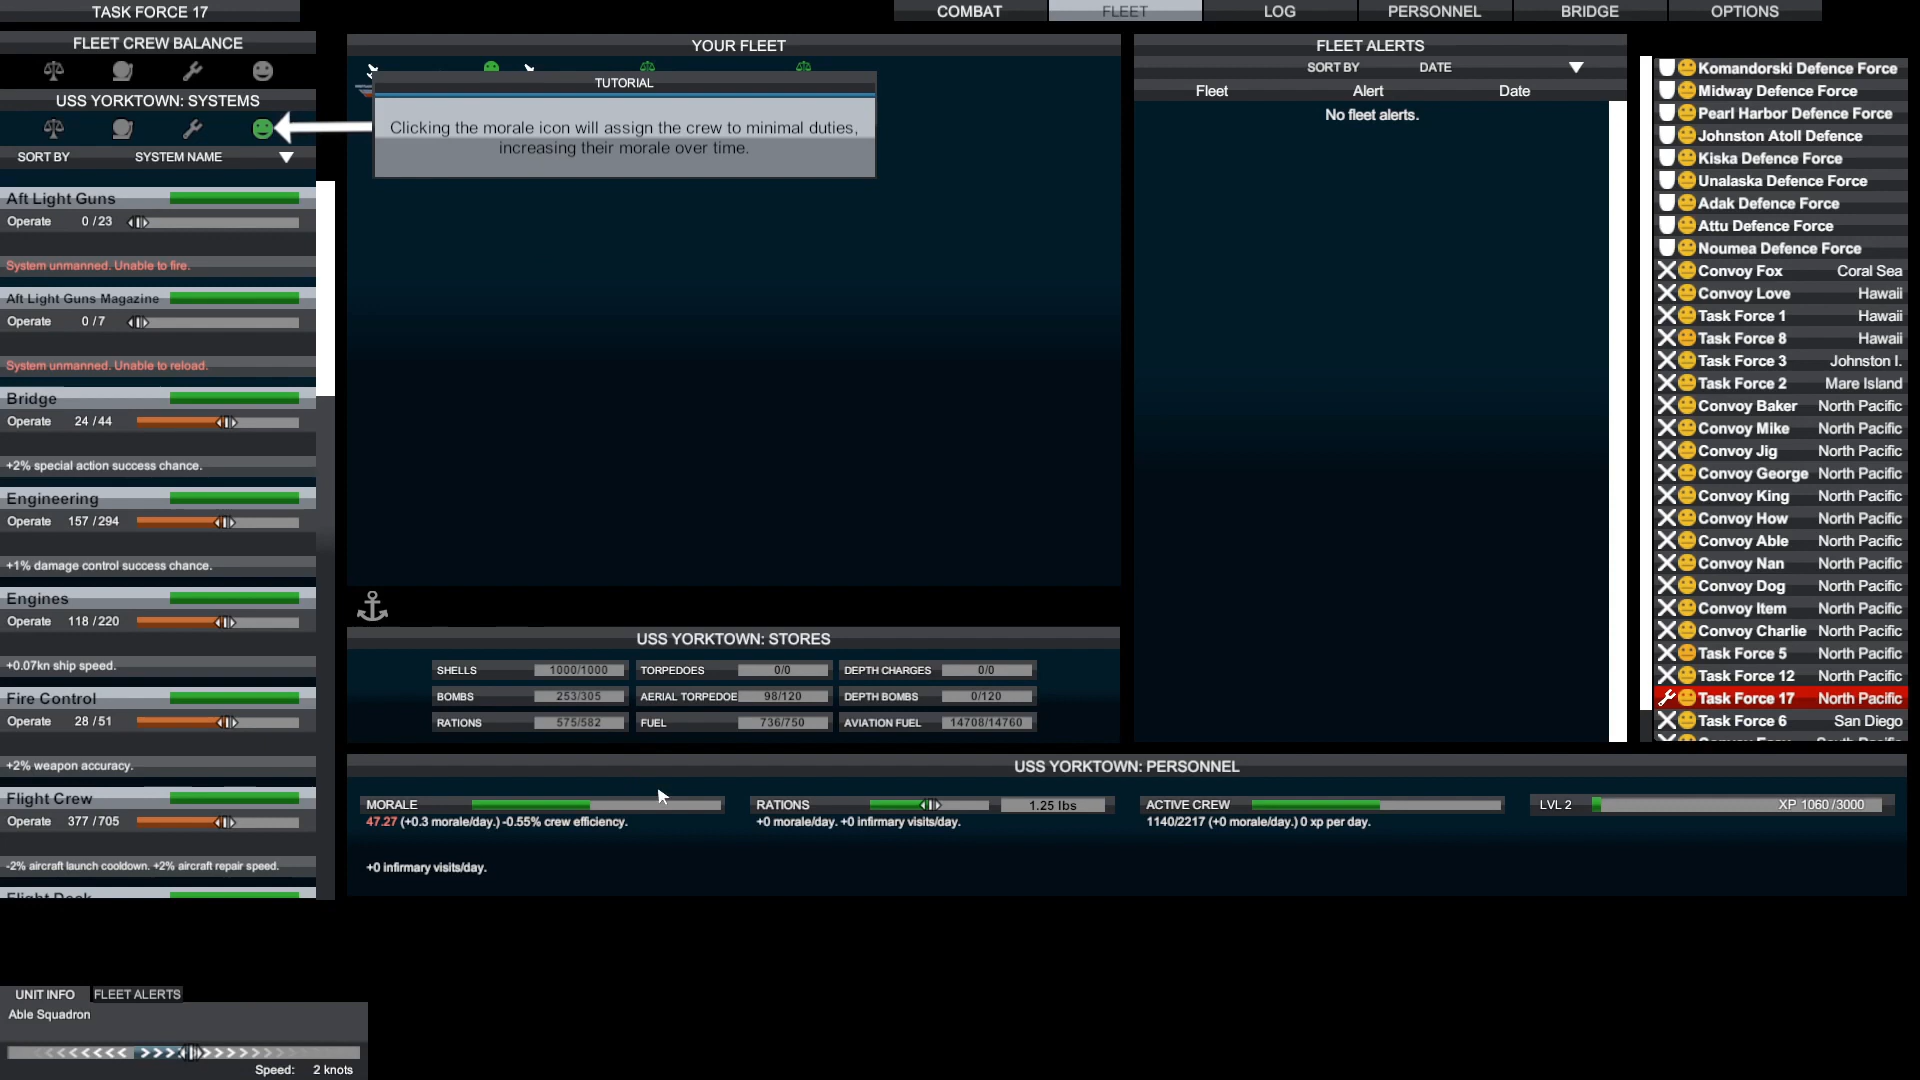 TASK FORCE 17
COMBAT
FLEET
LOG
PERSONNEL
BRIDGE
OPTIONS
FLEET CREW BALANCE
USS YORKTOWN: SYSTEMS
SORT BY SYSTEM NAME
Aft Light Guns
Operate 0 /23
System unmanned. Unable to fire.
Aft Light Guns Magazine
Operate 0 /7
System unmanned. Unable to reload.
Bridge
Operate 24 /44
+2% special action success chance.
Engineering
Operate 157 /294
+1% damage control success chance.
Engines
Operate 118 /220
+0.07kn ship speed.
Fire Control
Operate 28 /51
+2% weapon accuracy.
Flight Crew
Operate 377 /705
-2% aircraft launch cooldown. +2% aircraft repair speed.
Flight Deck
YOUR FLEET
TUTORIAL
Clicking the morale icon will assign the crew to minimal duties,
increasing their morale over time.
USS YORKTOWN: STORES
SHELLS 1000/1000 TORPEDOES 0/0 DEPTH CHARGES 0/0
BOMBS 253/305 AERIAL TORPEDOE 98/120 DEPTH BOMBS 0/120
RATIONS 575/582 FUEL 736/750 AVIATION FUEL 14708/14760
FLEET ALERTS
SORT BY DATE
Fleet Alert Date
No fleet alerts.
Komandorski Defence Force
Midway Defence Force
Pearl Harbor Defence Force
Johnston Atoll Defence
Kiska Defence Force
Unalaska Defence Force
Adak Defence Force
Attu Defence Force
Noumea Defence Force
Convoy Fox Coral Sea
Convoy Love Hawaii
Task Force 1 Hawaii
Task Force 8 Hawaii
Task Force 3 Johnston I.
Task Force 2 Mare Island
Convoy Baker North Pacific
Convoy Mike North Pacific
Convoy Jig North Pacific
Convoy George North Pacific
Convoy King North Pacific
Convoy How North Pacific
Convoy Able North Pacific
Convoy Nan North Pacific
Convoy Dog North Pacific
Convoy Item North Pacific
Convoy Charlie North Pacific
Task Force 5 North Pacific
Task Force 12 North Pacific
Task Force 17 North Pacific
Task Force 6 San Diego
USS YORKTOWN: PERSONNEL
MORALE
47.27 (+0.3 morale/day.) -0.55% crew efficiency.
+0 infirmary visits/day.
RATIONS 1.25 lbs
+0 morale/day. +0 infirmary visits/day.
ACTIVE CREW
1140/2217 (+0 morale/day.) 0 xp per day.
LVL 2 XP 1060 /3000
UNIT INFO FLEET ALERTS
Able Squadron
Speed: 2 knots